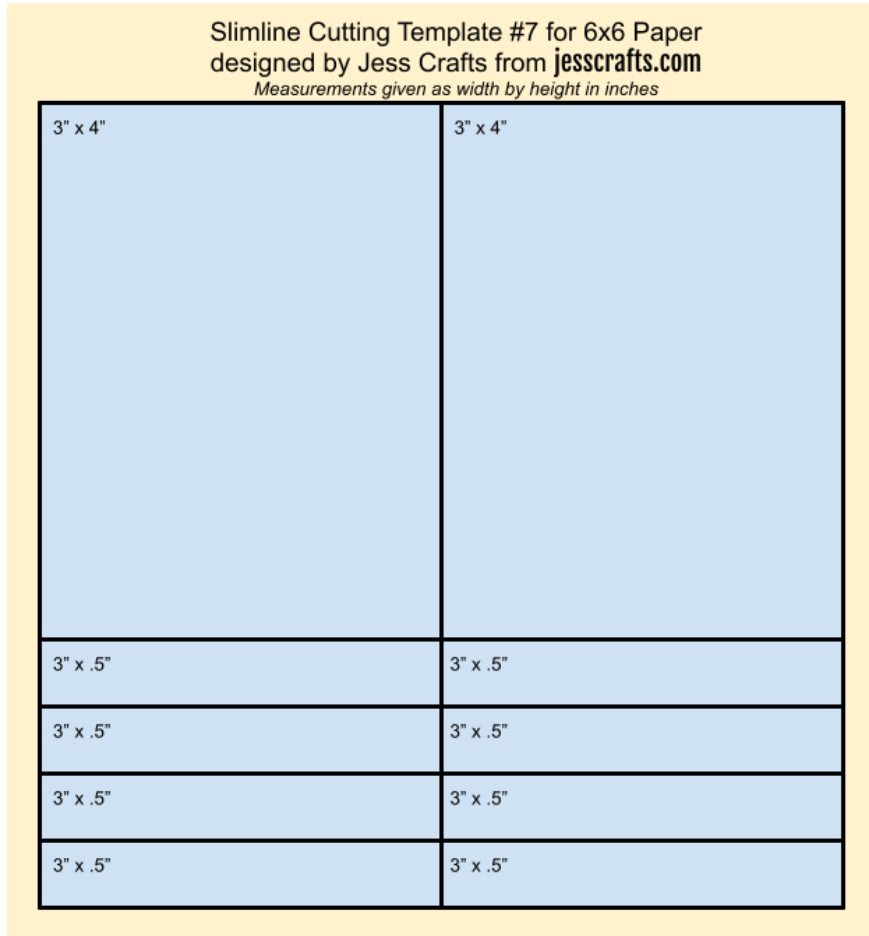 Slimline Cutting Template #7 for 6x6 Paper
designed by Jess Crafts from jesscrafts.com
Measurements given as width by height in inches
3” x 4”
3” x 4”
3” x .5”
3” x .5”
3” x .5”
3” x .5”
3” x .5”
3” x .5”
3” x .5”
3” x .5”